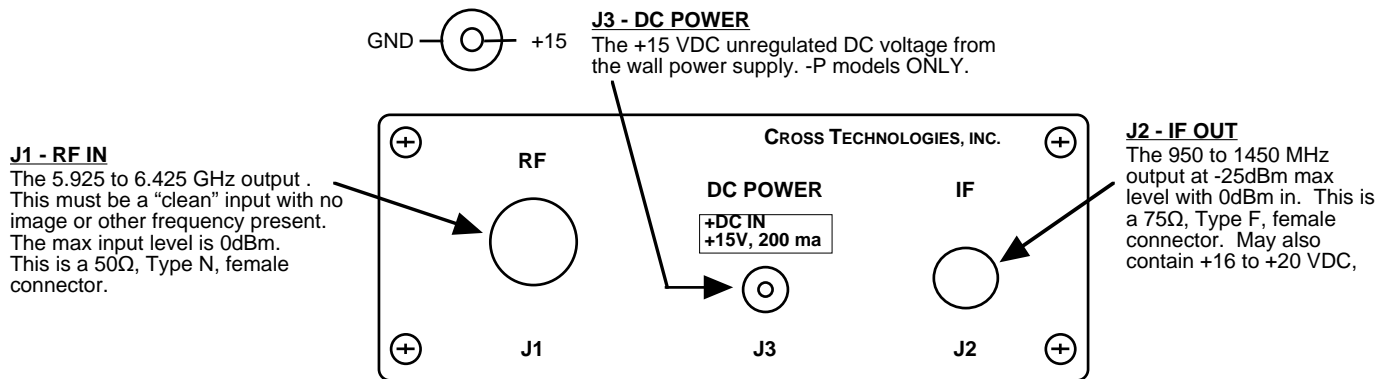 GND
+15
J3 - DC POWER
The +15 VDC unregulated DC voltage from
the wall power supply. -P models ONLY.
J1 - RF IN
The 5.925 to 6.425 GHz output .
This must be a “clean” input with no
image or other frequency present.
The max input level is 0dBm.
This is a 50Ω, Type N, female
connector.
CROSS TECHNOLOGIES, INC.
RF
DC POWER
IF
+DC IN
+15V, 200 ma
J1
J3
J2
J2 - IF OUT
The 950 to 1450 MHz
output at -25dBm max
level with 0dBm in. This is
a 75Ω, Type F, female
connector. May also
contain +16 to +20 VDC,